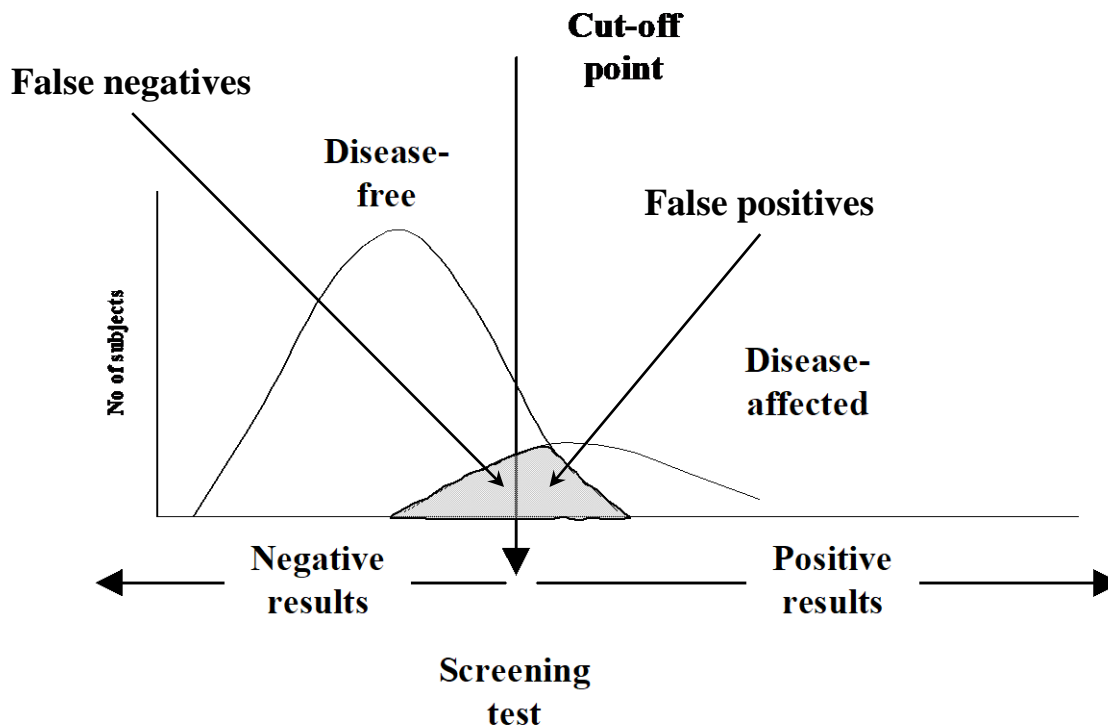 Cut-off
point
False negatives
Disease-
free
False positives
No of subjects
Disease-
affected
Negative
results
Positive
results
Screening
test